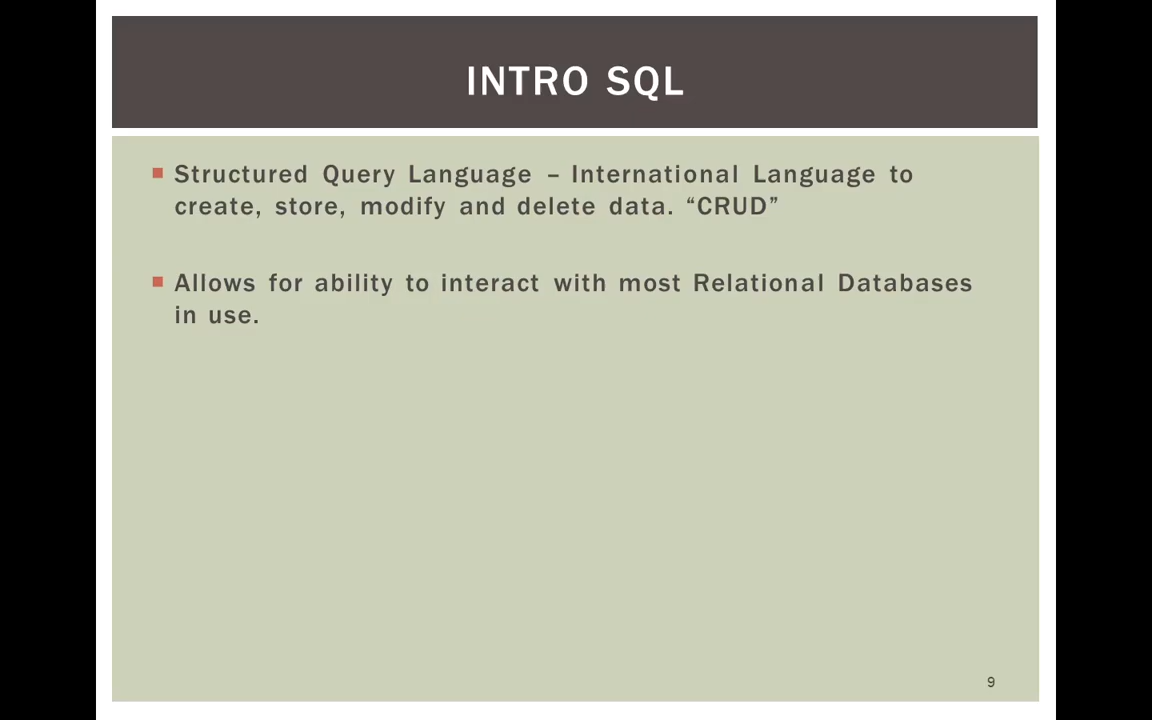 INTRO SQL
Structured Query Language – International Language to
create, store, modify and delete data. “CRUD”
Allows for ability to interact with most Relational Databases
in use.
9